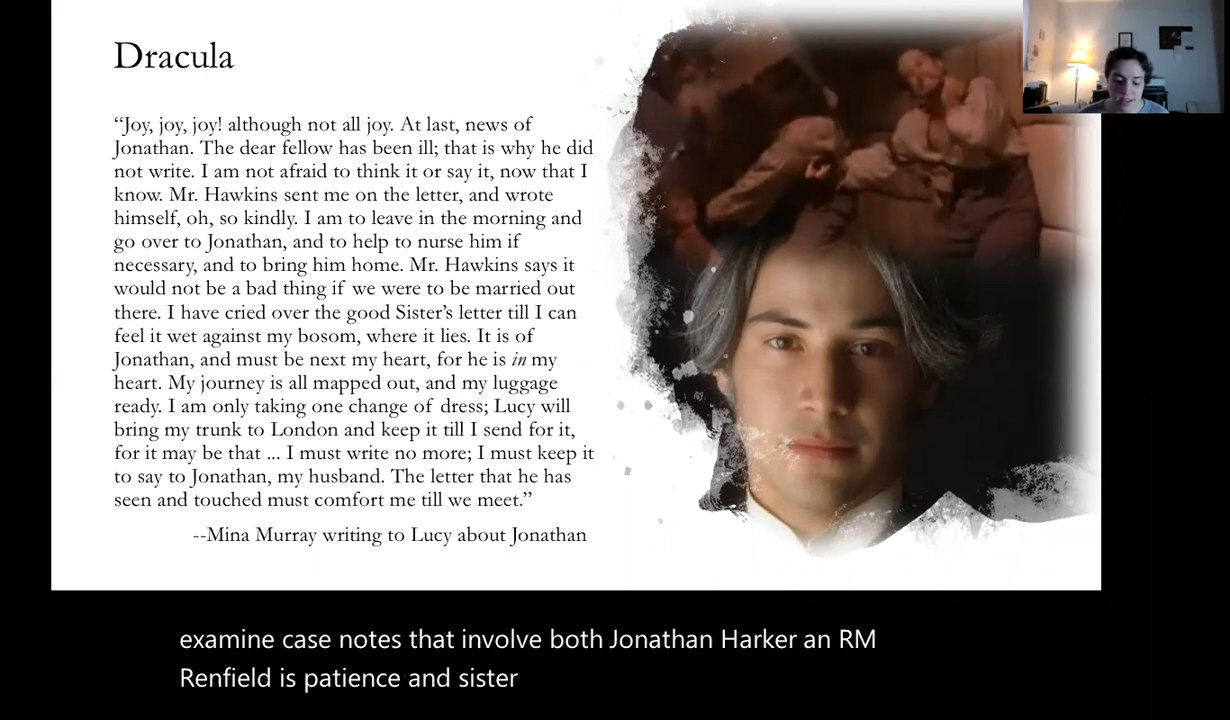 Dracula
“Joy, joy, joy! although not all joy. At last, news of
Jonathan. The dear fellow has been ill; that is why he did
not write. I am not afraid to think it or say it, now that I
know. Mr. Hawkins sent me on the letter, and wrote
himself, oh, so kindly. I am to leave in the morning and
go over to Jonathan, and to help to nurse him if
necessary, and to bring him home. Mr. Hawkins says it
would not be a bad thing if we were to be married out
there. I have cried over the good Sister’s letter till I can
feel it wet against my bosom, where it lies. It is of
Jonathan, and must be next my heart, for he is in my
heart. My journey is all mapped out, and my luggage
ready. I am only taking one change of dress; Lucy will
bring my trunk to London and keep it till I send for it,
for it may be that ... I must write no more; I must keep it
to say to Jonathan, my husband. The letter that he has
seen and touched must comfort me till we meet.”
--Mina Murray writing to Lucy about Jonathan
examine case notes that involve both Jonathan Harker an RM
Renfield is patience and sister